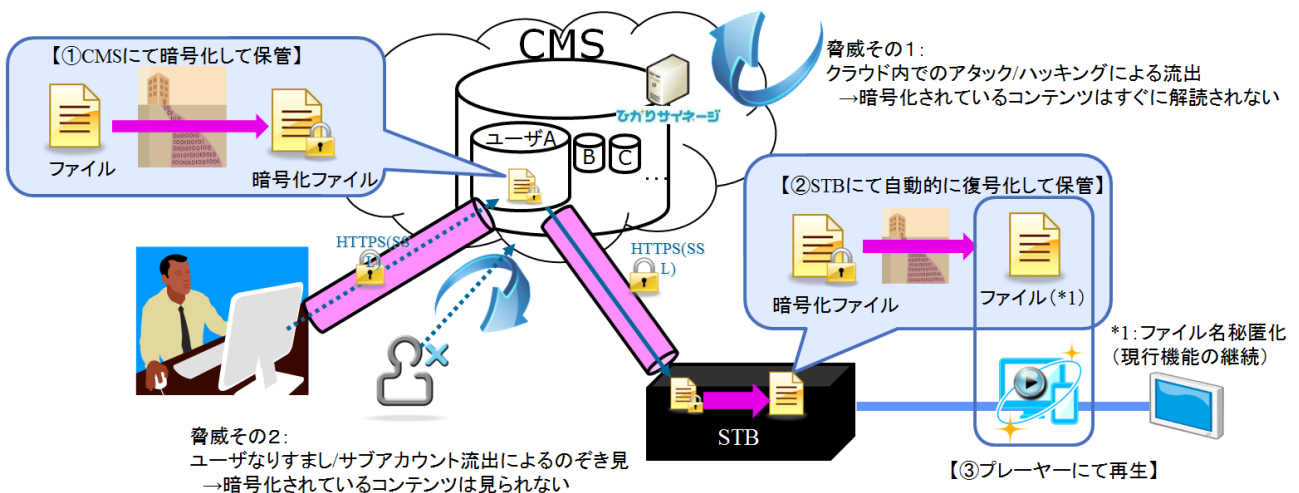 CMS
【①CMSにて暗号化して保管】
ファイル
暗号化ファイル
ひかりサイネージ
ユーザA
B
C
…
脅威その1:
クラウド内でのアタック/ハッキングによる流出
→暗号化されているコンテンツはすぐに解読されない
HTTPS(SS
L)
HTTPS(SS
L)
【②STBにて自動的に復号化して保管】
暗号化ファイル
ファイル(*1)
*1:ファイル名秘匿化
(現行機能の継続)
STB
【③プレーヤーにて再生】
脅威その2:
ユーザなりすまし/サブアカウント流出によるのぞき見
→暗号化されているコンテンツは見られない